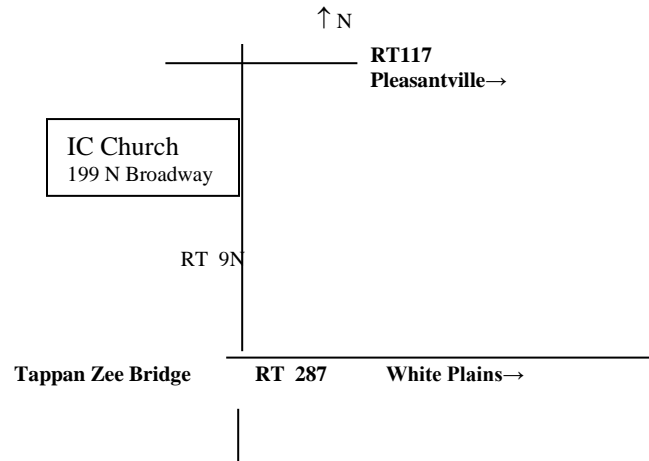 ↑ N
RT117
Pleasantville→
IC Church
199 N Broadway
RT 9N
Tappan Zee Bridge RT 287 White Plains→